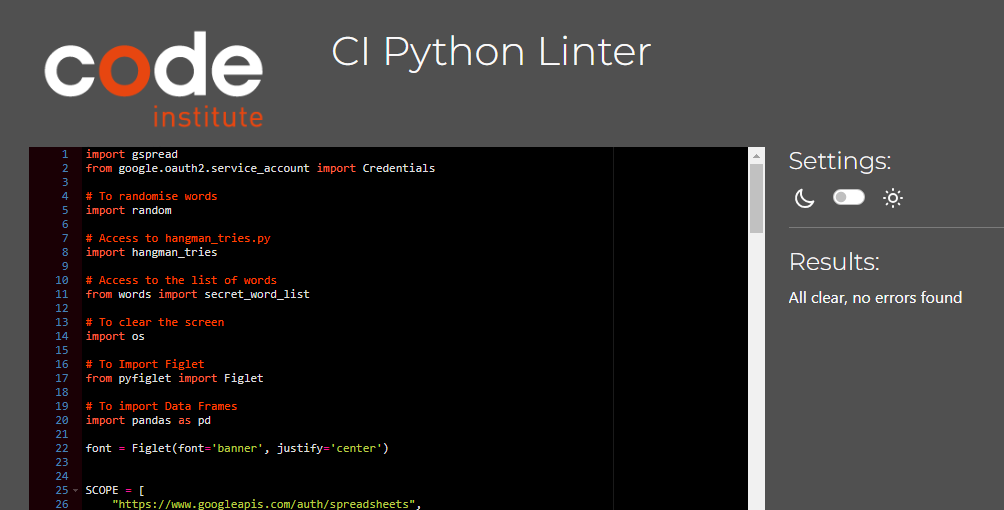 code
institute
CI Python Linter
1 import gspread
2 from google.oauth2.service_account import Credentials
3
4 # To randomise words
5 import random
6
7 # Access to hangman_tries.py
8 import hangman_tries
9
10 # Access to the list of words
11 from words import secret_word_list
12
13 # To clear the screen
14 import os
15
16 # To Import Figlet
17 from pyfiglet import Figlet
18
19 # To import Data Frames
20 import pandas as pd
21
22 font = Figlet(font='banner', justify='center')
23
24
25 SCOPE = [
26 "https://www.googleapis.com/auth/spreadsheets",
Settings:
Results:
All clear, no errors found